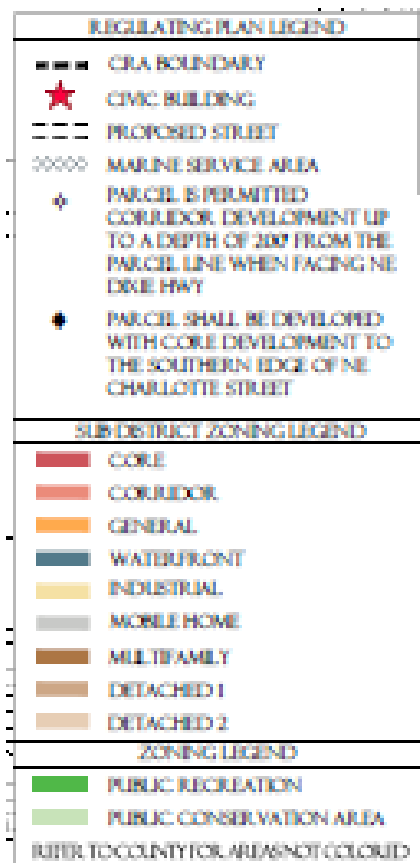 REGULATING PLAN LEGEND
CRA BOUNDARY
CIVIC BUILDING
PROPOSED STREET
MARINE SERVICE AREA
PARCEL IS PERMITTED
CORRIDOR DEVELOPMENT UP
TO A DEPTH OF 200' FROM THE
PARCEL LINE WHEN FACING NE
DIXIE HWY
PARCEL SHALL BE DEVELOPED
WITH CORE DEVELOPMENT TO
THE SOUTHERN EDGE OF NE
CHARLOTTE STREET
SUB DISTRICT ZONING LEGEND
CORE
CORRIDOR
GENERAL
WATERFRONT
INDUSTRIAL
MOBILE HOME
MULTIFAMILY
DETACHED 1
DETACHED 2
ZONING LEGEND
PUBLIC RECREATION
PUBLIC CONSERVATION AREA
REFER TO COUNTY FOR AREAS NOT COLORED